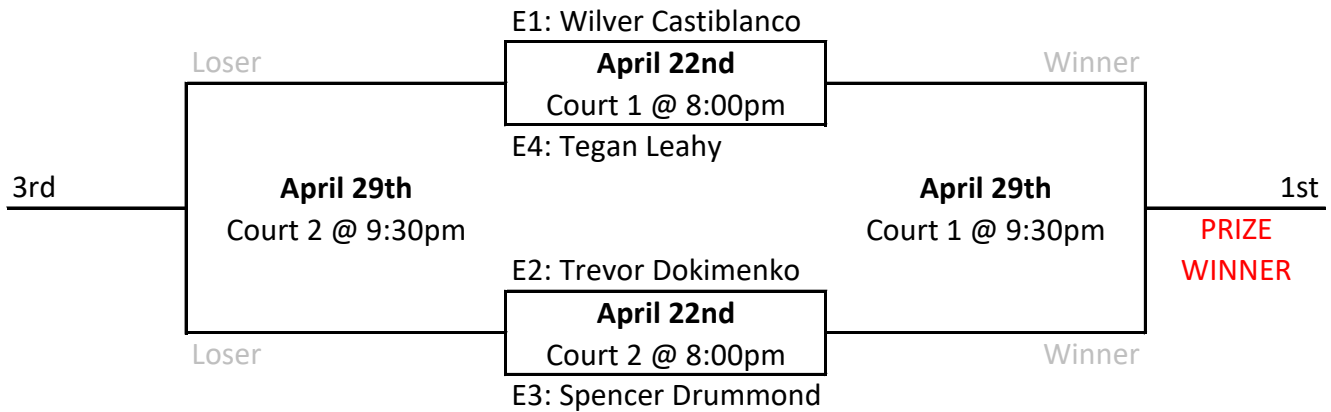 E1: Wilver Castiblanco
Loser
April 22nd
Winner
Court 1 @ 8:00pm
E4: Tegan Leahy
3rd
April 29th
April 29th
1st
Court 2 @ 9:30pm
Court 1 @ 9:30pm
PRIZE
WINNER
E2: Trevor Dokimenko
April 22nd
Loser
Court 2 @ 8:00pm
Winner
E3: Spencer Drummond